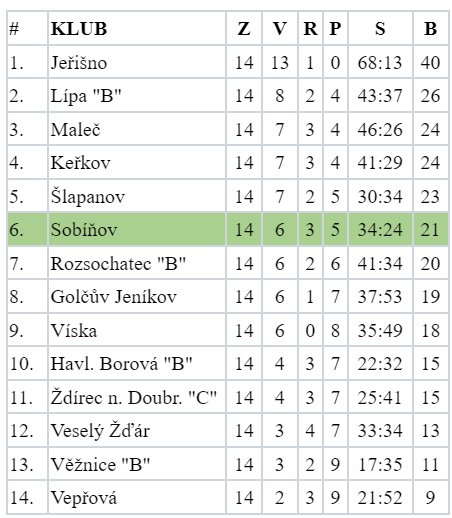 # KLUB Z V R P S B
1. Jeřišno 14 13 1 0 68:13 40
2. Lípa "B" 14 8 2 4 43:37 26
3. Maleč 14 7 3 4 46:26 24
4. Keřkov 14 7 3 4 41:29 24
5. Šlapanov 14 7 2 5 30:34 23
6. Sobíňov 14 6 3 5 34:24 21
7. Rozsochatec "B" 14 6 2 6 41:34 20
8. Golčův Jeníkov 14 6 1 7 37:53 19
9. Víska 14 6 0 8 35:49 18
10. Havl. Borová "B" 14 4 3 7 22:32 15
11. Ždírec n. Doubr. "C" 14 4 3 7 25:41 15
12. Veselý Žďár 14 3 4 7 33:34 13
13. Věžnice "B" 14 3 2 9 17:35 11
14. Vepřová 14 2 3 9 21:52 9